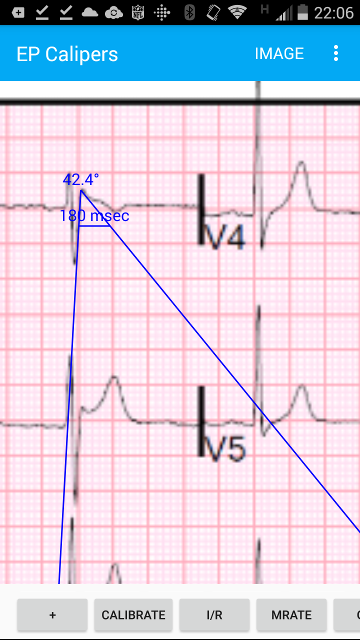 H 22:06
EP Calipers IMAGE
42.4°
180 msec
V4
V5
+ CALIBRATE I/R MRATE